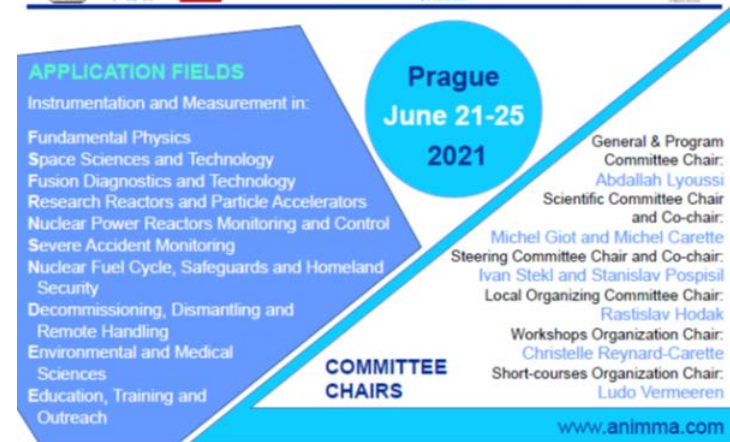 APPLICATION FIELDS
Instrumentation and Measurement in:
Fundamental Physics
Space Sciences and Technology
Fusion Diagnostics and Technology
Research Reactors and Particle Accelerators
Nuclear Power Reactors Monitoring and Control
Severe Accident Monitoring
Nuclear Fuel Cycle, Safeguards and Homeland
Security
Decommissioning, Dismantling and
Remote Handling
Environmental and Medical
Sciences
Education, Training and
Outreach
Prague
June 21-25
2021
General & Program
Committee Chair:
Abdallah Lyoussi
Scientific Committee Chair
and Co-chair:
Michel Giot and Michel Carette
Steering Committee Chair and Co-chair:
Ivan Stekl and Stanislav Pospisil
Local Organizing Committee Chair:
Rastislav Hodak
Workshops Organization Chair:
Christelle Reynard-Carette
Short-courses Organization Chair:
Ludo Vermeeren
COMMITTEE
CHAIRS
www.animma.com